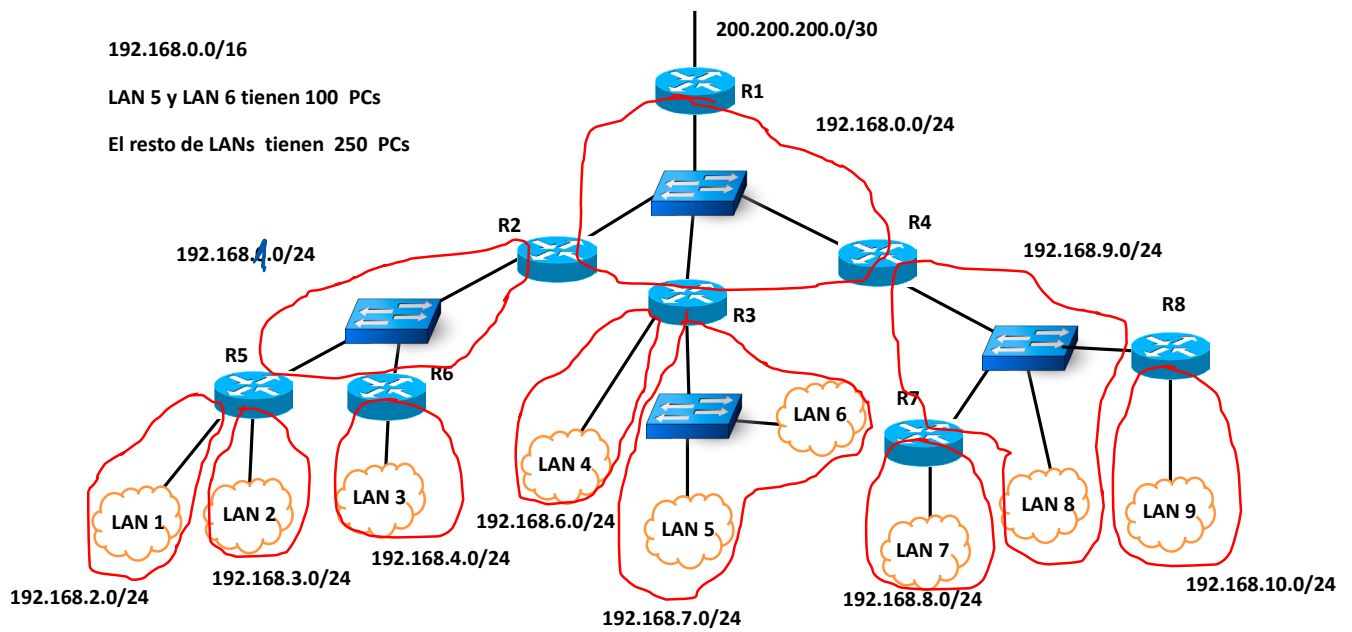 200.200.200.0/30
192.168.0.0/16
R1
LAN 5 y LAN 6 tienen 100 PCs
192.168.0.0/24
El resto de LANs tienen 250 PCs
R2
R4
192.168.1.0/24
192.168.9.0/24
R3
R8
R5
R6
R7
LAN 6
LAN 4
LAN 3
LAN 8
LAN 1
LAN 2
LAN 9
192.168.6.0/24
LAN 5
LAN 7
192.168.4.0/24
192.168.3.0/24
192.168.10.0/24
192.168.2.0/24
192.168.8.0/24
192.168.7.0/24